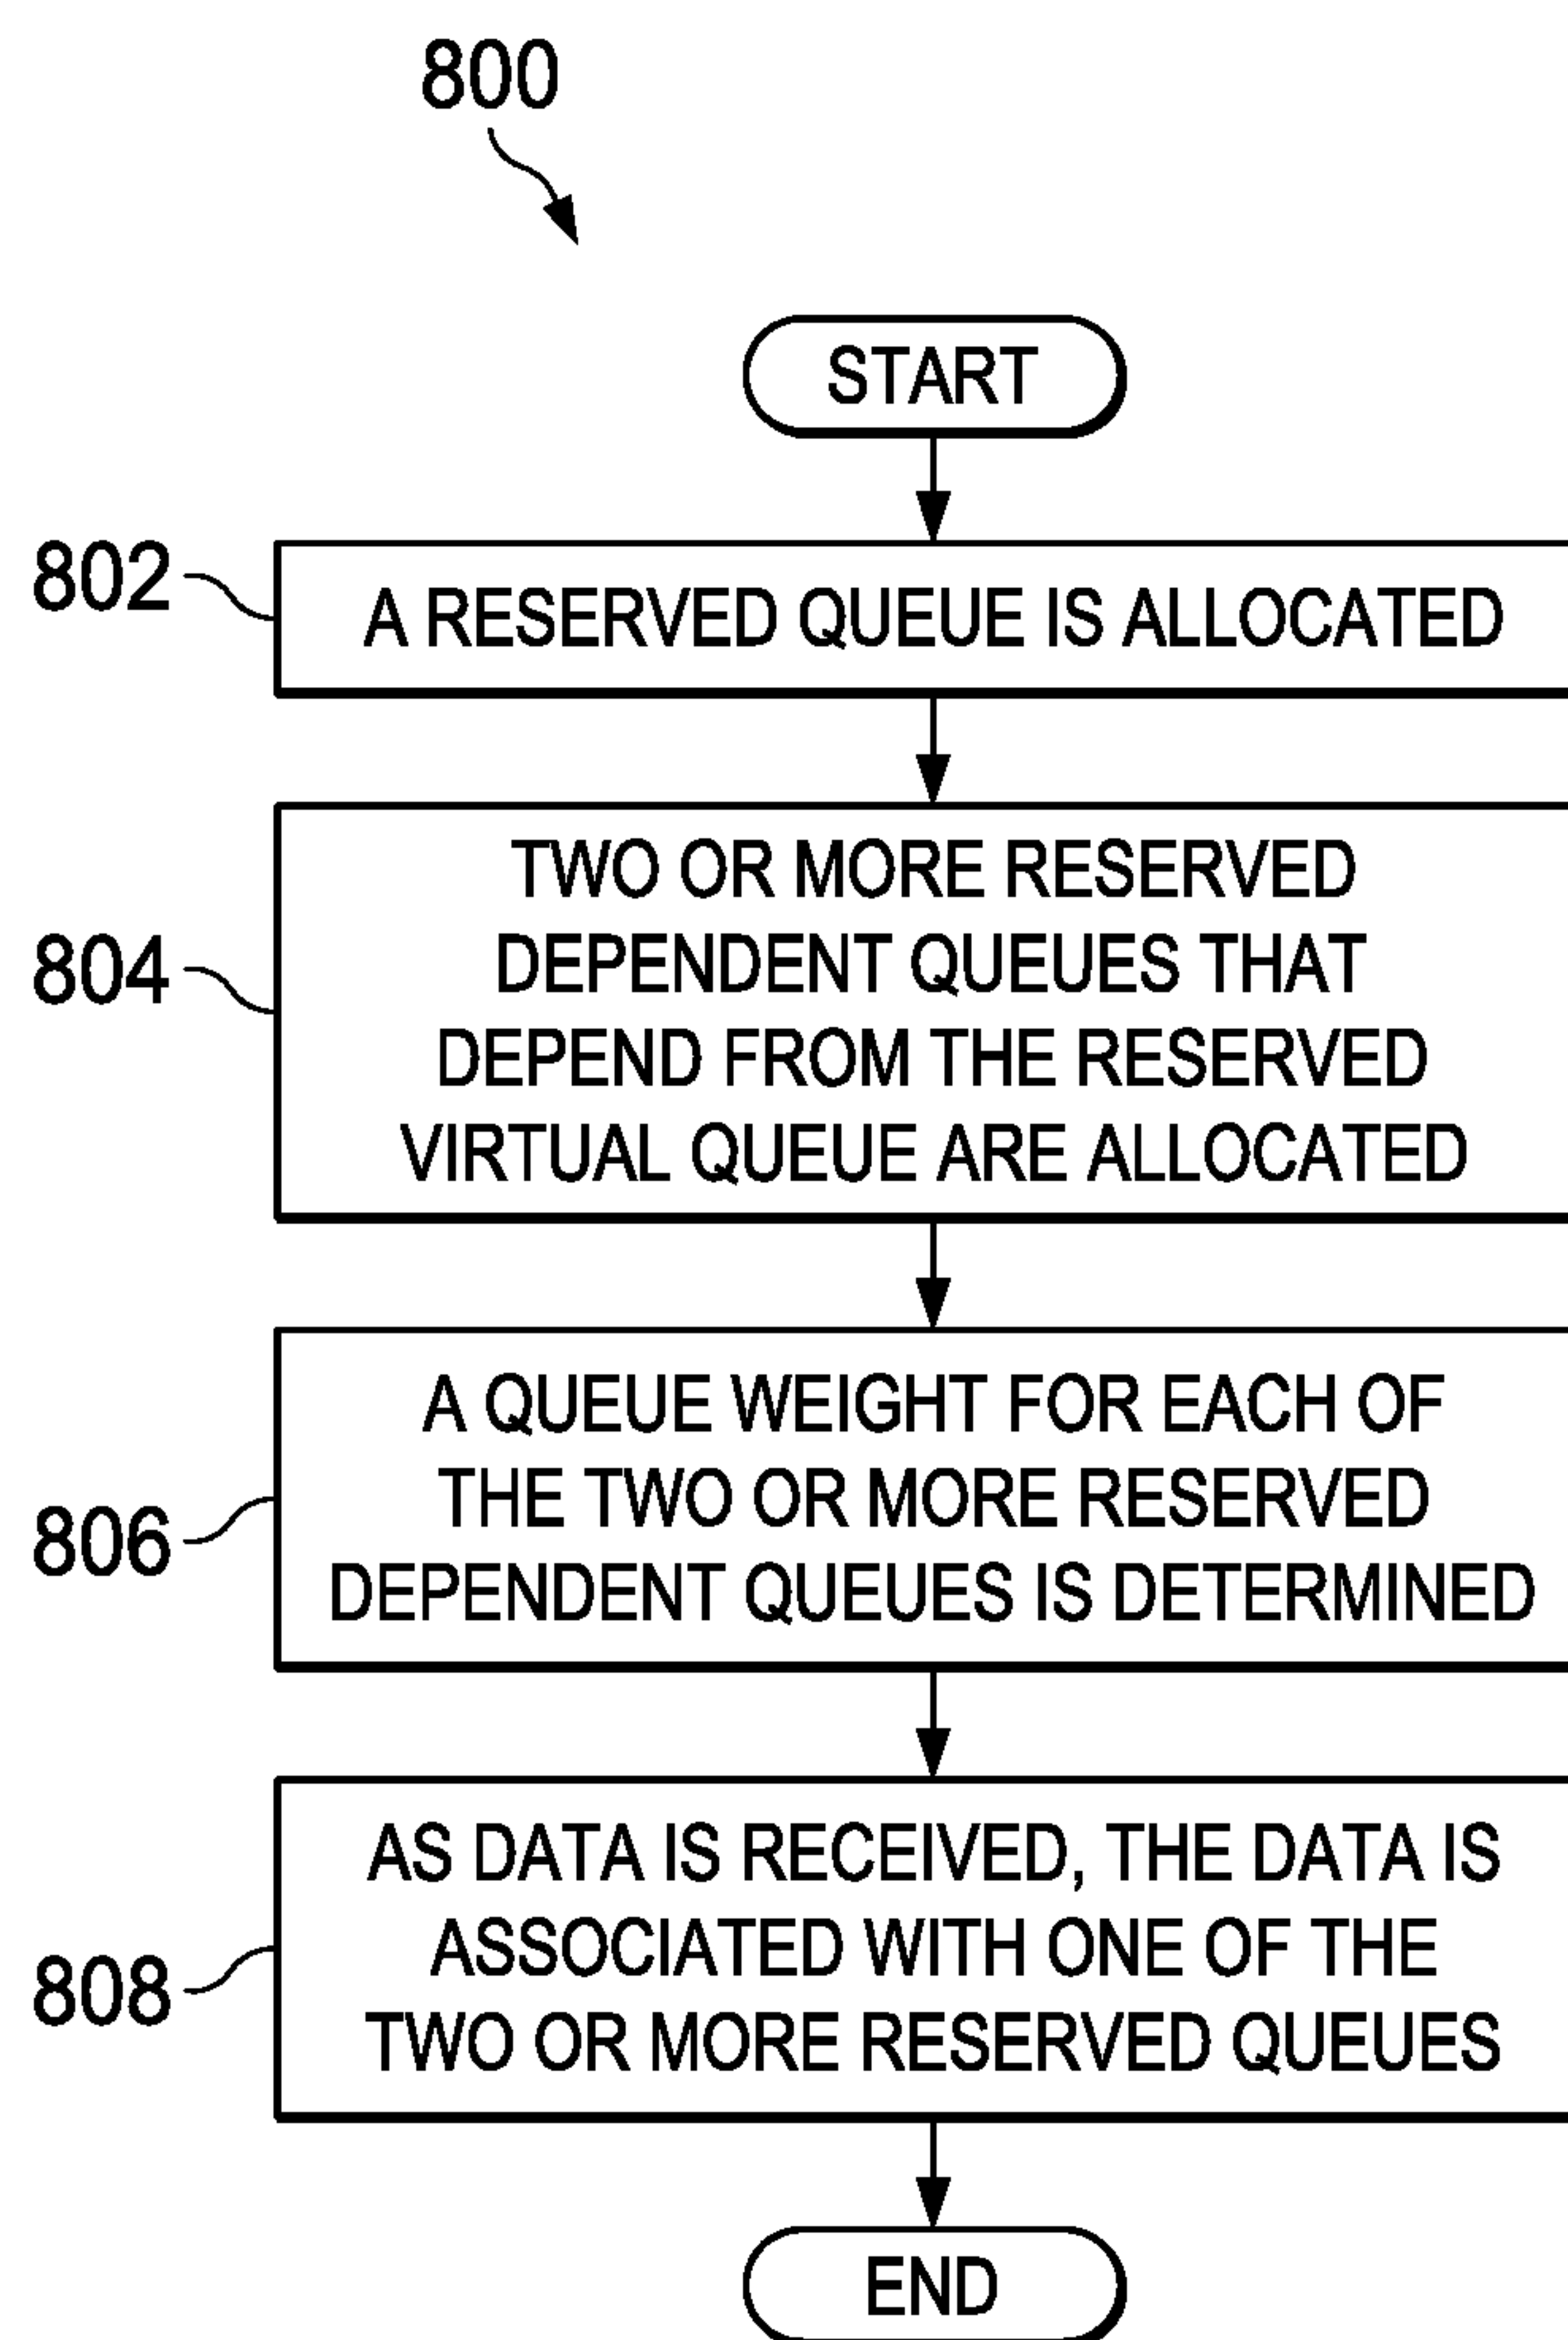 800
START
802
A RESERVED QUEUE IS ALLOCATED
804
TWO OR MORE RESERVED
DEPENDENT QUEUES THAT
DEPEND FROM THE RESERVED
VIRTUAL QUEUE ARE ALLOCATED
806
A QUEUE WEIGHT FOR EACH OF
THE TWO OR MORE RESERVED
DEPENDENT QUEUES IS DETERMINED
808
AS DATA IS RECEIVED, THE DATA IS
ASSOCIATED WITH ONE OF THE
TWO OR MORE RESERVED QUEUES
END